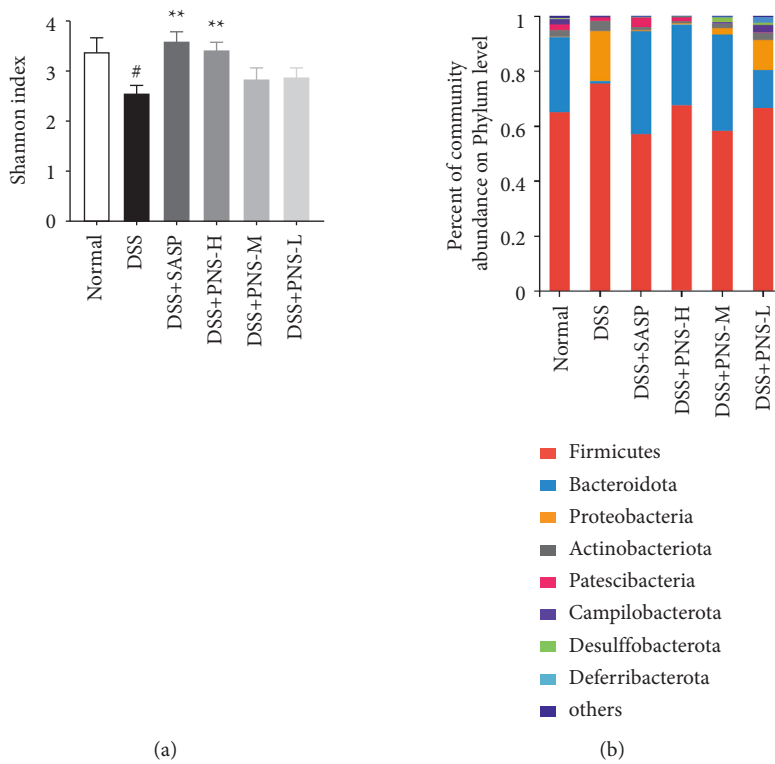 Shannon index
4
3
2
1
0
#
**
**
Normal
DSS
DSS+SASP
DSS+PNS-H
DSS+PNS-M
DSS+PNS-L
(a)
Percent of community
abundance on Phylum level
1
0.8
0.6
0.4
0.2
0
Normal
DSS
DSS+SASP
DSS+PNS-H
DSS+PNS-M
DSS+PNS-L
Firmicutes
Bacteroidota
Proteobacteria
Actinobacteriota
Patescibacteria
Campilobacterota
Desulffobacterota
Deferribacterota
others
(b)